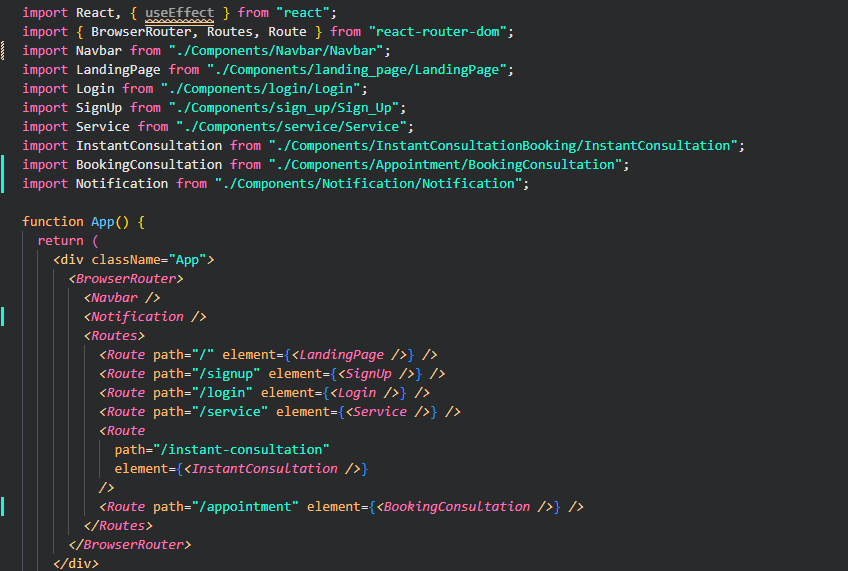 import React, { useEffect } from "react";
import { BrowserRouter, Routes, Route } from "react-router-dom";
import Navbar from "./Components/Navbar/Navbar";
import LandingPage from "./Components/landing_page/LandingPage";
import Login from "./Components/login/Login";
import SignUp from "./Components/sign_up/Sign_Up";
import Service from "./Components/service/Service";
import InstantConsultation from "./Components/InstantConsultationBooking/InstantConsultation";
import BookingConsultation from "./Components/Appointment/BookingConsultation";
import Notification from "./Components/Notification/Notification";

function App() {
  return (
    <div className="App">
      <BrowserRouter>
        <Navbar />
        <Notification />
        <Routes>
          <Route path="/" element={<LandingPage />} />
          <Route path="/signup" element={<SignUp />} />
          <Route path="/login" element={<Login />} />
          <Route path="/service" element={<Service />} />
          <Route
            path="/instant-consultation"
            element={<InstantConsultation />}
          />
          <Route path="/appointment" element={<BookingConsultation />} />
        </Routes>
      </BrowserRouter>
    </div>